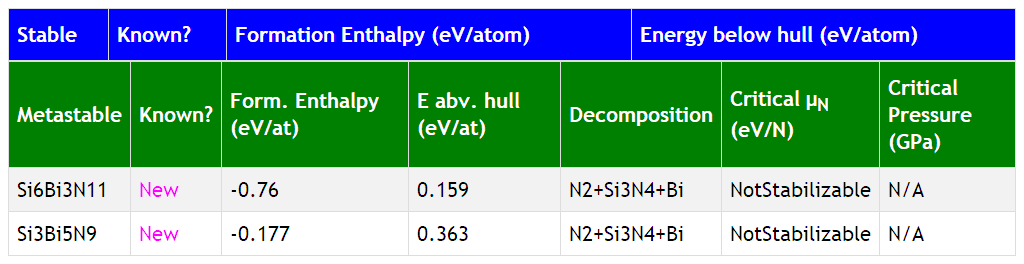 Stable Known? Formation Enthalpy (eV/atom) Energy below hull (eV/atom)
Metastable Known? Form. Enthalpy (eV/at) E abv. hull (eV/at) Decomposition Critical μN (eV/N) Critical Pressure (GPa)
Si6Bi3N11 New -0.76 0.159 N2+Si3N4+Bi NotStabilizable N/A
Si3Bi5N9 New -0.177 0.363 N2+Si3N4+Bi NotStabilizable N/A